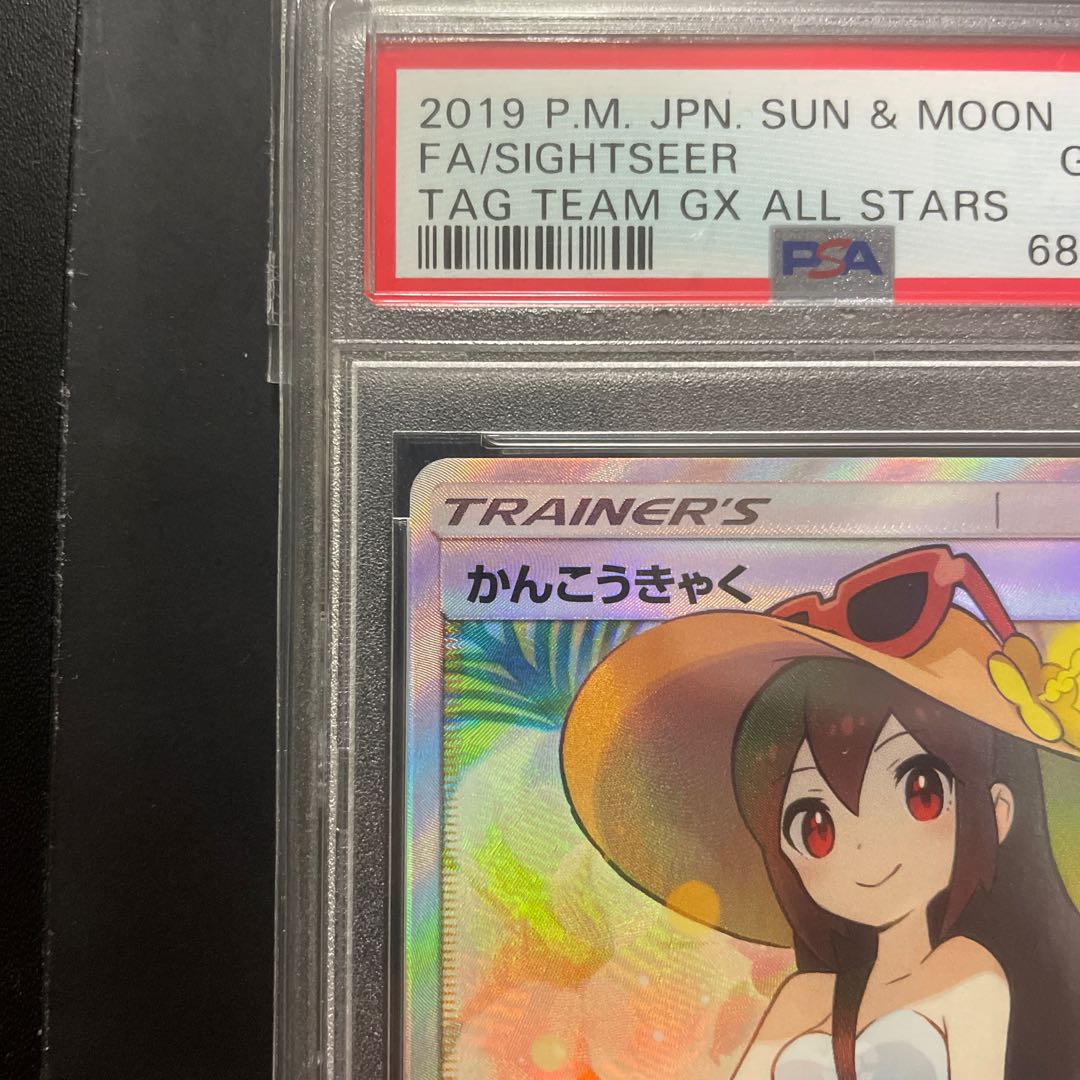 2019 P.M. JPN. SUN & MOON
FA/SIGHTSEER G
TAG TEAM GX ALL STARS
PSA 68
TRAINER'S
かんこうきゃく